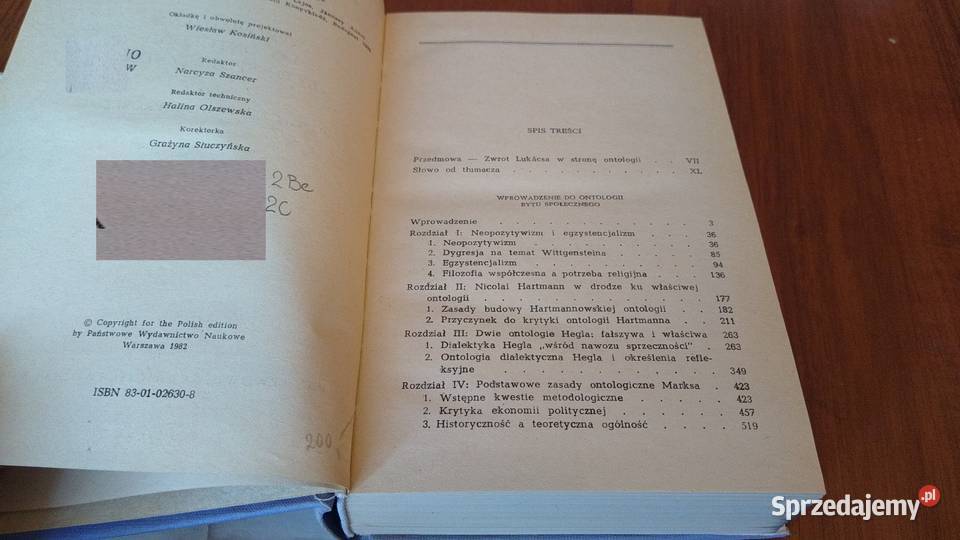 Okładkę i obwolutę projektował
Wiesław Kosiński
Redaktor
Narcyza Szancer
Redaktor techniczny
Halina Olszewska
Korektorka
Grażyna Słuczyńska
© Copyright for the Polish edition
by Państwowe Wydawnictwo Naukowe
Warszawa 1982
ISBN 83-01-02630-8
200
SPIS TREŚCI
Przedmowa — Zwrot Lukácsa w stronę ontologii . . VII
Słowo od tłumacza . . . . . . . . . XL
WPROWADZENIE DO ONTOLOGII
BYTU SPOŁECZNEGO
Wprowadzenie . . . . . . . . . . 3
Rozdział I: Neopozytywizm i egzystencjalizm . . . . 36
1. Neopozytywizm . . . . . . . . . 36
2. Dygresja na temat Wittgensteina . . . . . 85
3. Egzystencjalizm . . . . . . . . . 94
4. Filozofia współczesna a potrzeba religijna . . . 136
Rozdział II: Nicolai Hartmann w drodze ku właściwej
ontologii . . . . . . . . . . 177
1. Zasady budowy Hartmannowskiej ontologii . . . 182
2. Przyczynek do krytyki ontologii Hartmanna . . . 211
Rozdział III: Dwie ontologie Hegla: fałszywa i właściwa 263
1. Dialektyka Hegla „wśród nawozu sprzeczności” . 263
2. Ontologia dialektyczna Hegla i określenia refle-
ksyjne . . . . . . . . . . 349
Rozdział IV: Podstawowe zasady ontologiczne Marksa . 423
1. Wstępne kwestie metodologiczne . . . . . 423
2. Krytyka ekonomii politycznej . . . . . . 457
3. Historyczność a teoretyczna ogólność . . . . 519
Sprzedajemy.pl